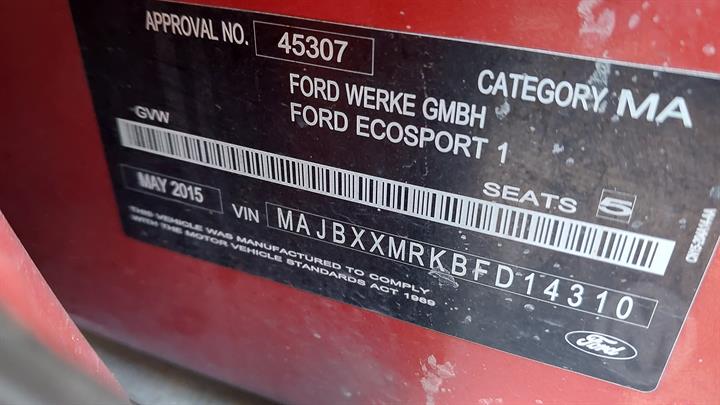 APPROVAL NO. 45307
CATEGORY MA
FORD WERKE GMBH
FORD ECOSPORT 1
GVW
SEATS 5
MAY 2015
VIN MAJBXXMRKBFD14310
THIS VEHICLE WAS MANUFACTURED TO COMPLY
WITH THE MOTOR VEHICLE STANDARDS ACT 1989
Ford